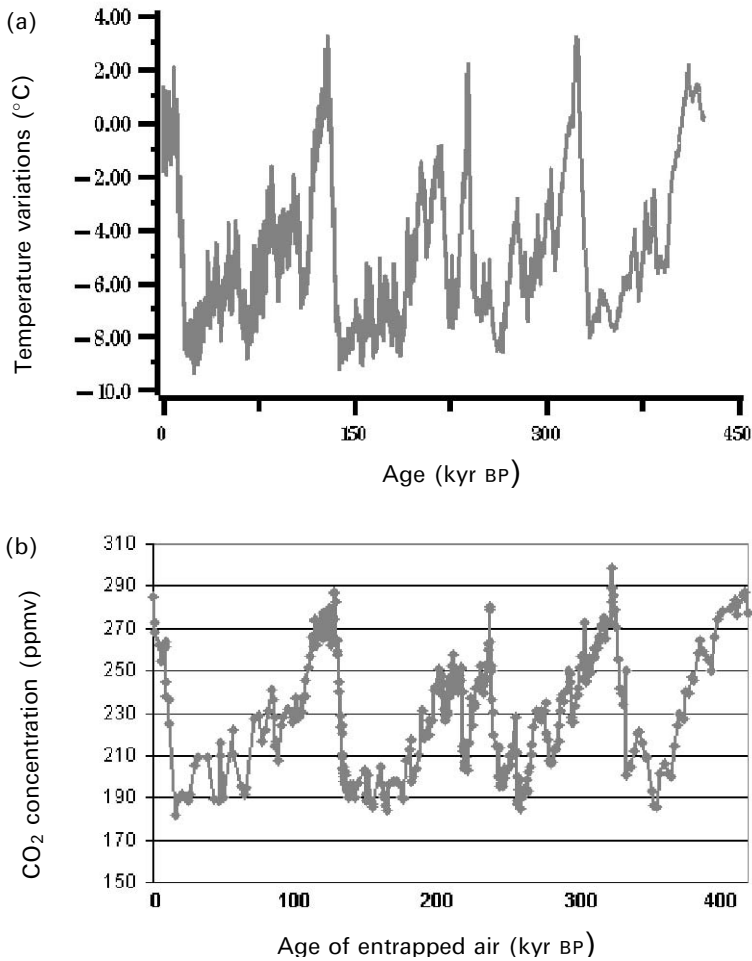 (a)
Temperature variations (°C)
4.00
2.00
0.00
−2.00
−4.00
−6.00
−8.00
−10.0
0 150 300 450
Age (kyr BP)
(b)
CO₂ concentration (ppmv)
310
290
270
250
230
210
190
170
150
0 100 200 300 400
Age of entrapped air (kyr BP)